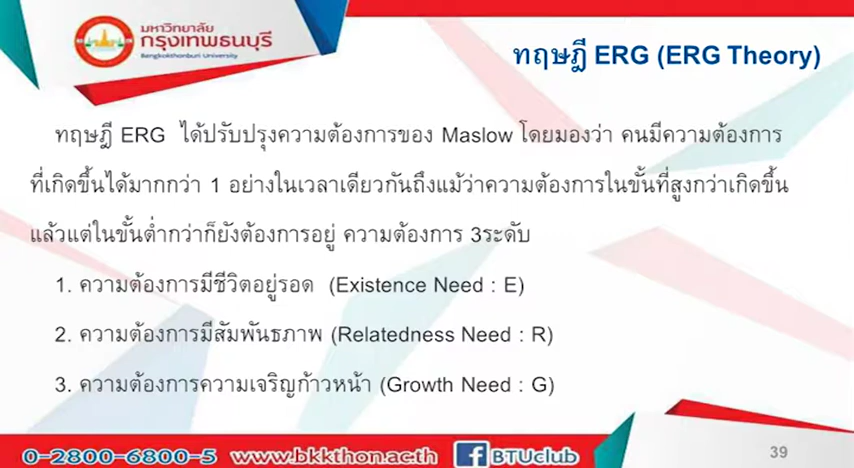 มหาวิทยาลัย
กรุงเทพธนบุรี
Bangkokthonburi University
ทฤษฎี ERG (ERG Theory)
ทฤษฎี ERG ได้ปรับปรุงความต้องการของ Maslow โดยมองว่า คนมีความต้องการ
ที่เกิดขึ้นได้มากกว่า 1 อย่างในเวลาเดียวกันถึงแม้ว่าความต้องการในขั้นที่สูงกว่าเกิดขึ้น
แล้วแต่ในขั้นต่ำกว่าก็ยังต้องการอยู่ ความต้องการ 3ระดับ
1. ความต้องการมีชีวิตอยู่รอด (Existence Need : E)
2. ความต้องการมีสัมพันธภาพ (Relatedness Need : R)
3. ความต้องการความเจริญก้าวหน้า (Growth Need : G)
0-2800-6800-5 www.bkkthon.ac.th f BTUclub
39